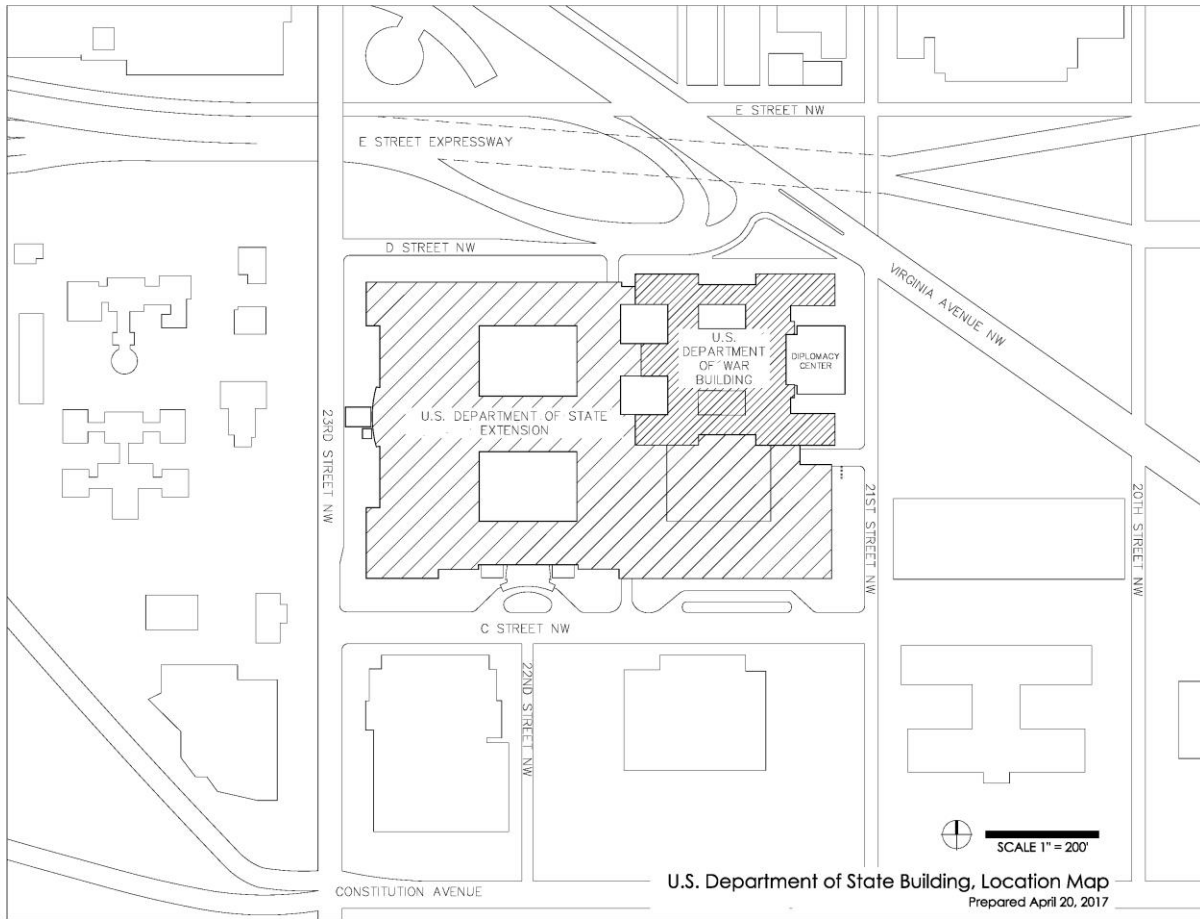 E STREET NW
E STREET EXPRESSWAY
D STREET NW
VIRGINIA AVENUE NW
U.S.
DEPARTMENT
OF WAR
BUILDING
DIPLOMACY
CENTER
U.S. DEPARTMENT OF STATE
EXTENSION
23RD STREET NW
21ST STREET NW
20TH STREET NW
C STREET NW
22ND STREET NW
SCALE 1" = 200'
U.S. Department of State Building, Location Map
Prepared April 20, 2017
CONSTITUTION AVENUE